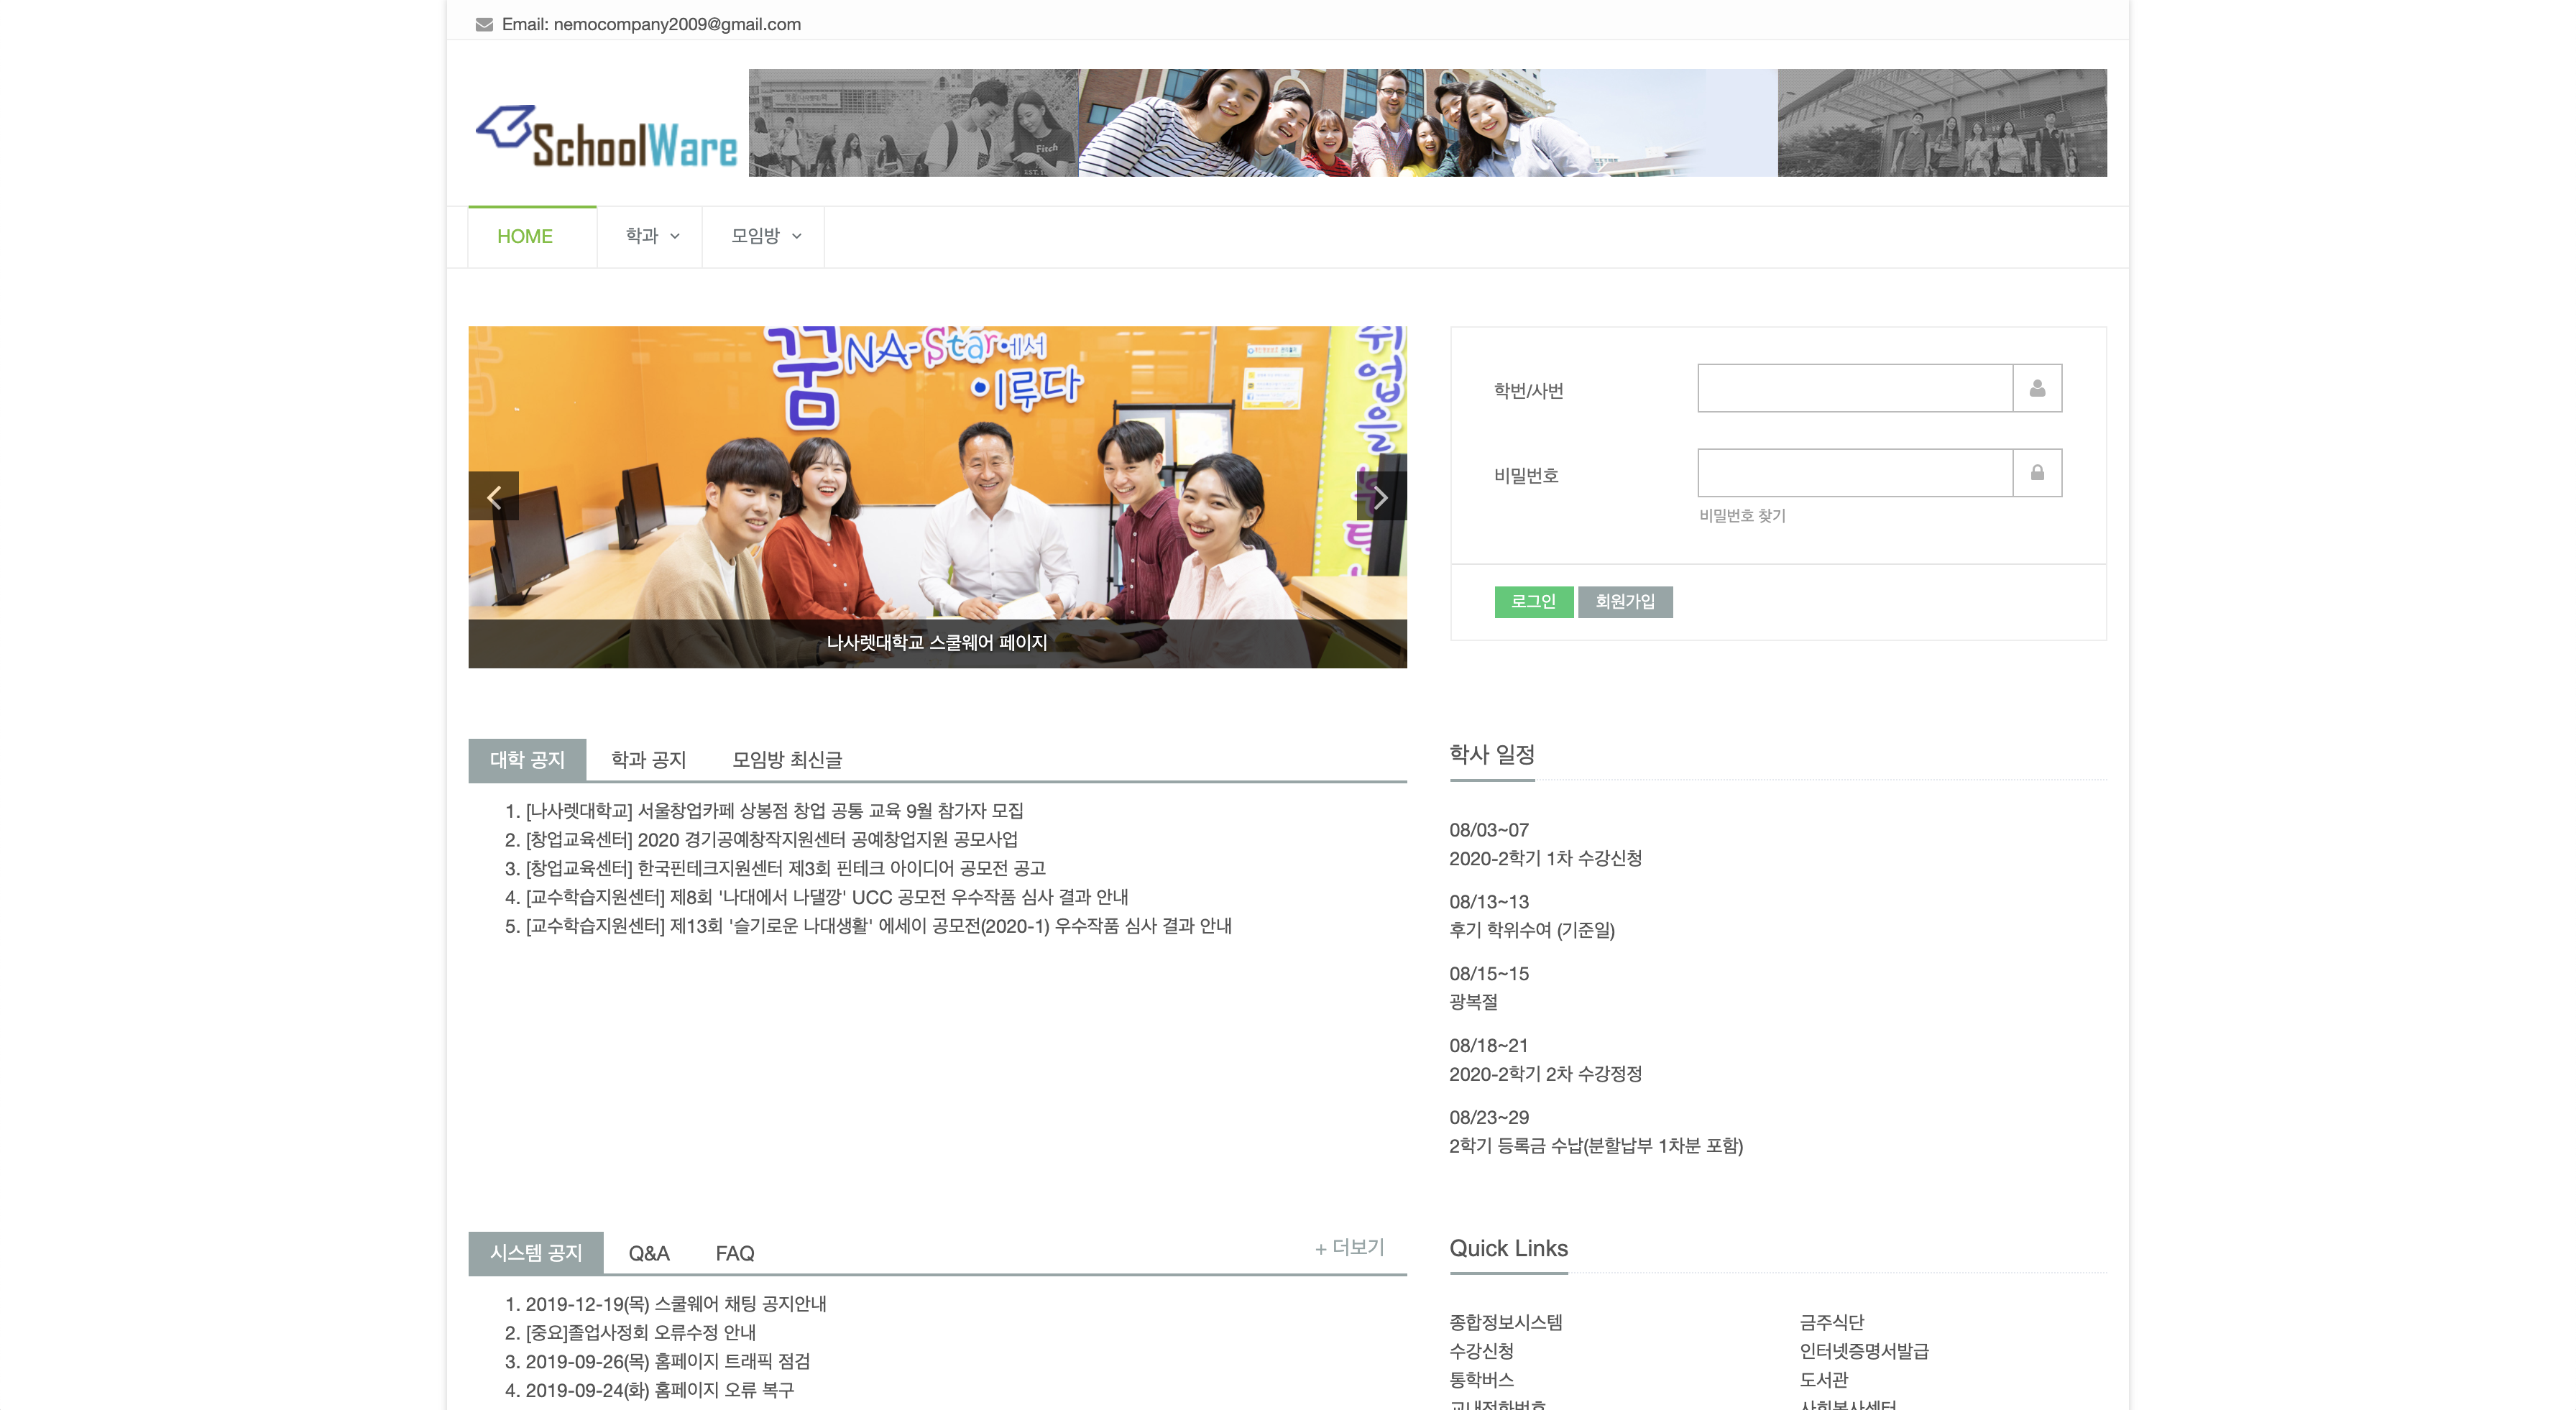 Email: nemocompany2009@gmail.com
SchoolWare
Fitch
HOME
학과
모임방
꿈 NA-Star·에서
이루다
취업을
나사렛대학교 스쿨웨어 페이지
학번/사번
비밀번호
비밀번호 찾기
로그인 회원가입
대학 공지 학과 공지 모임방 최신글
1. [나사렛대학교] 서울창업카페 상봉점 창업 공통 교육 9월 참가자 모집
2. [창업교육센터] 2020 경기공예창작지원센터 공예창업지원 공모사업
3. [창업교육센터] 한국핀테크지원센터 제3회 핀테크 아이디어 공모전 공고
4. [교수학습지원센터] 제8회 '나대에서 나댈깡' UCC 공모전 우수작품 심사 결과 안내
5. [교수학습지원센터] 제13회 '슬기로운 나대생활' 에세이 공모전(2020-1) 우수작품 심사 결과 안내
학사 일정
08/03~07
2020-2학기 1차 수강신청
08/13~13
후기 학위수여 (기준일)
08/15~15
광복절
08/18~21
2020-2학기 2차 수강정정
08/23~29
2학기 등록금 수납(분할납부 1차분 포함)
시스템 공지 Q&A FAQ + 더보기
1. 2019-12-19(목) 스쿨웨어 채팅 공지안내
2. [중요]졸업사정회 오류수정 안내
3. 2019-09-26(목) 홈페이지 트래픽 점검
4. 2019-09-24(화) 홈페이지 오류 복구
Quick Links
종합정보시스템 금주식단
수강신청 인터넷증명서발급
통학버스 도서관
교내전화번호 사회봉사센터